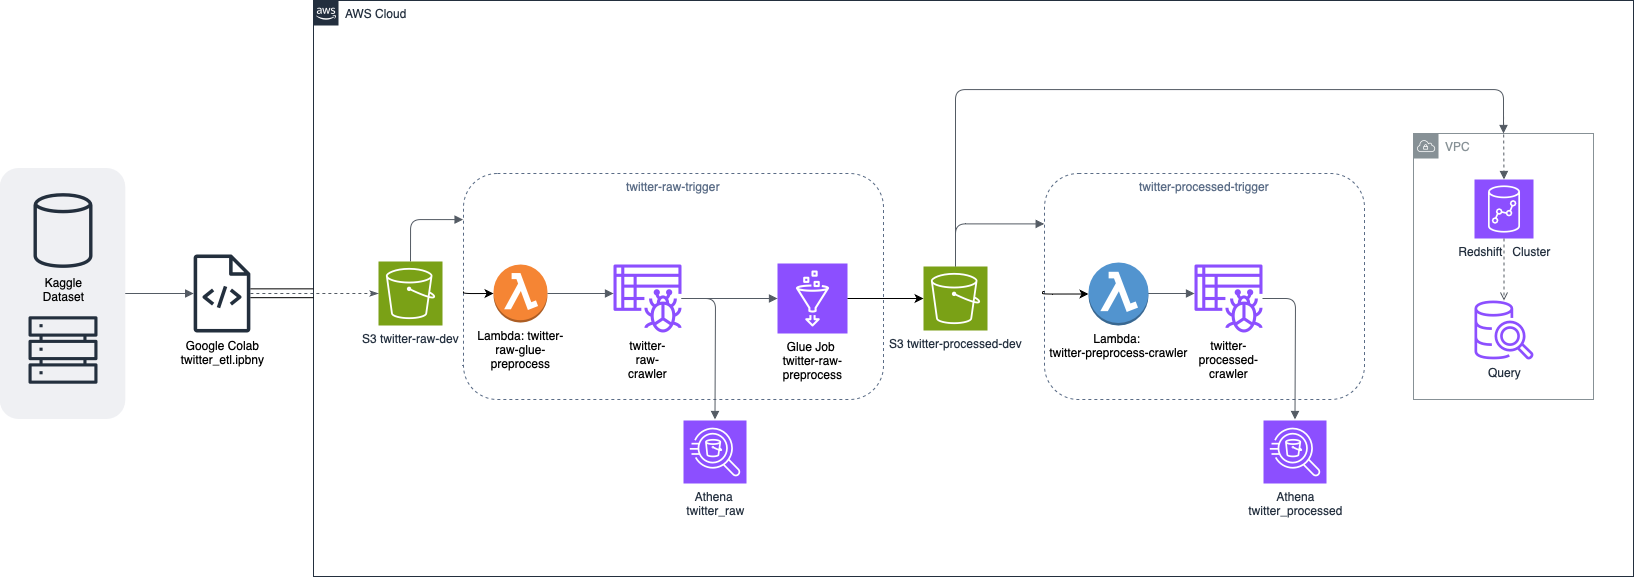 aws
AWS Cloud
twitter-raw-trigger
twitter-processed-trigger
VPC
Kaggle
Dataset
</>
Google Colab
twitter_etl.ipbny
S3 twitter-raw-dev
Lambda: twitter-
raw-glue-
preprocess
twitter-
raw-
crawler
Glue Job
twitter-raw-
preprocess
S3 twitter-processed-dev
Lambda:
twitter-preprocess-crawler
twitter-
processed-
crawler
Redshift Cluster
Query
Athena
twitter_raw
Athena
twitter_processed